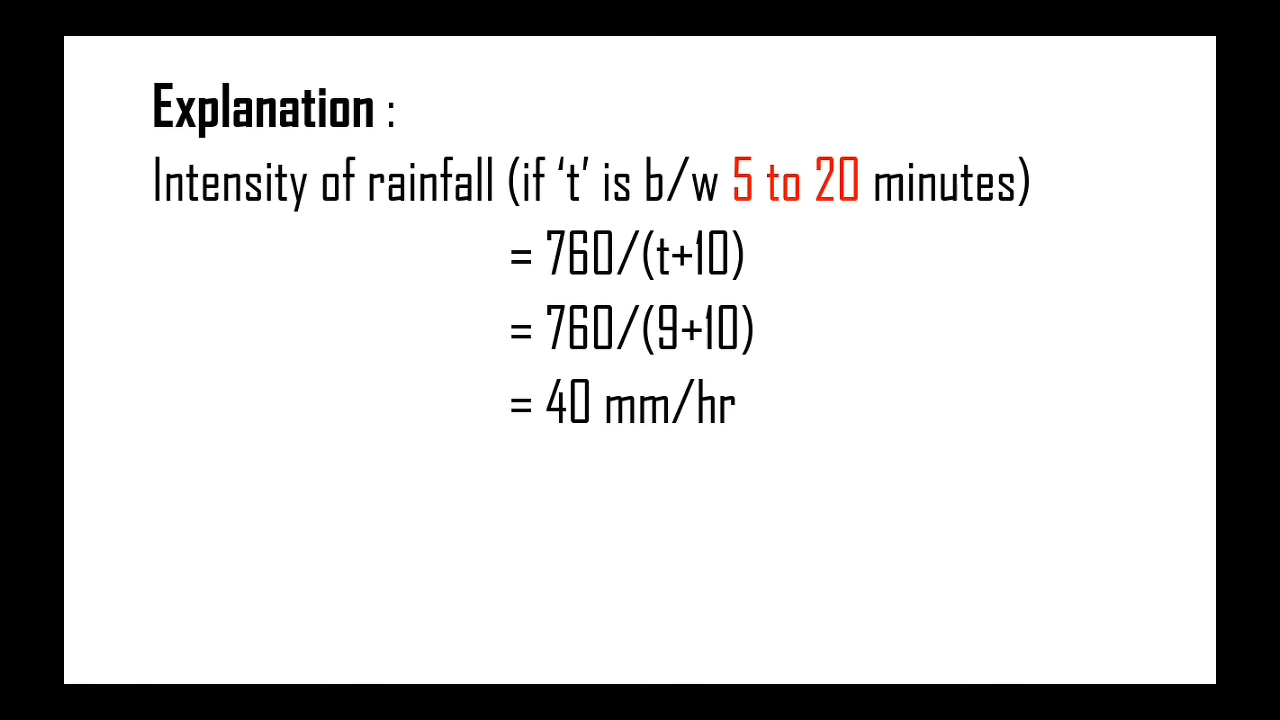 Explanation :
Intensity of rainfall (if ‘t’ is b/w 5 to 20 minutes)
= 760/(t+10)
= 760/(9+10)
= 40 mm/hr